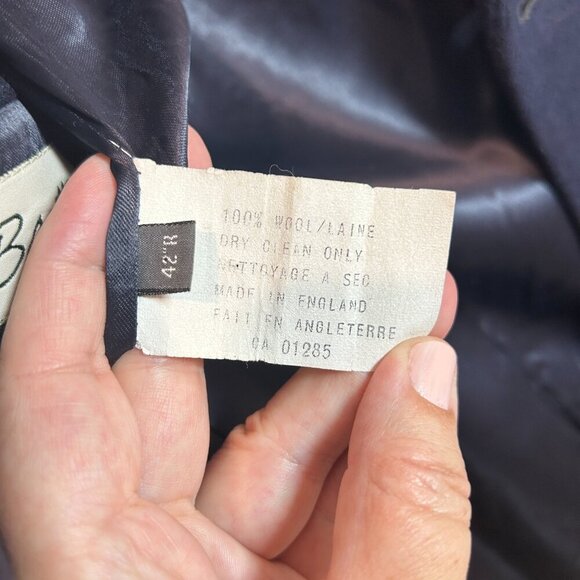 100% WOOL/LAINE
DRY CLEAN ONLY
NETTOYAGE A SEC
MADE IN ENGLAND
FAIT EN ANGLETERRE
CA 01285
42"R